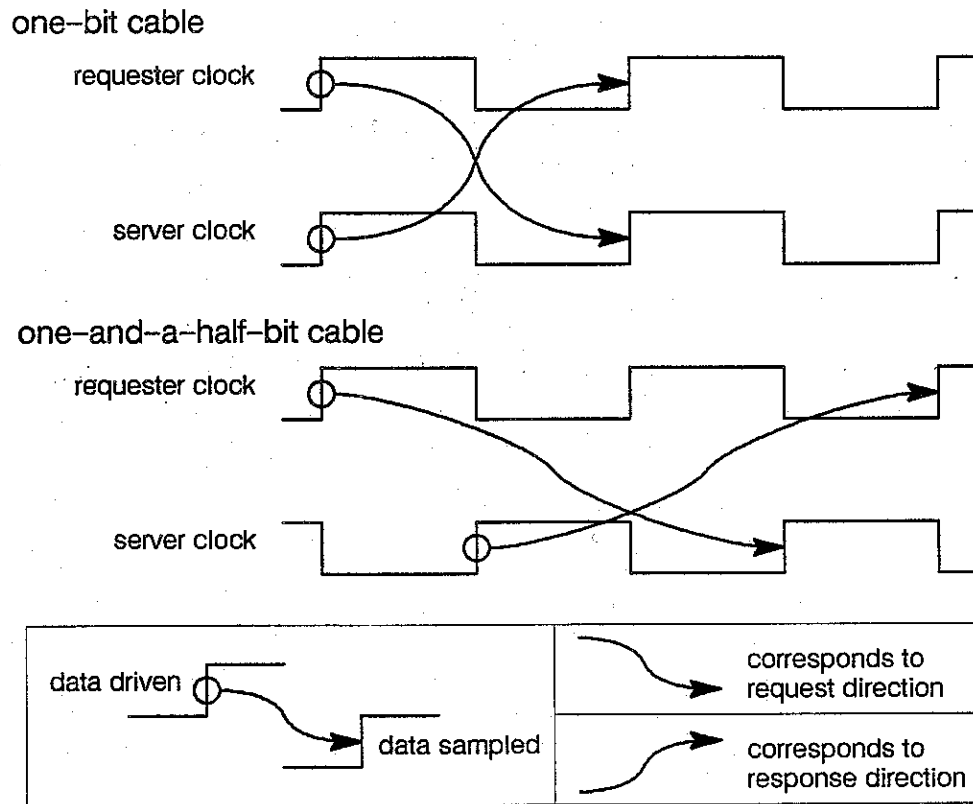 one–bit cable
requester clock
server clock
one–and–a–half–bit cable
requester clock
server clock
data driven
data sampled
corresponds to
request direction
corresponds to
response direction